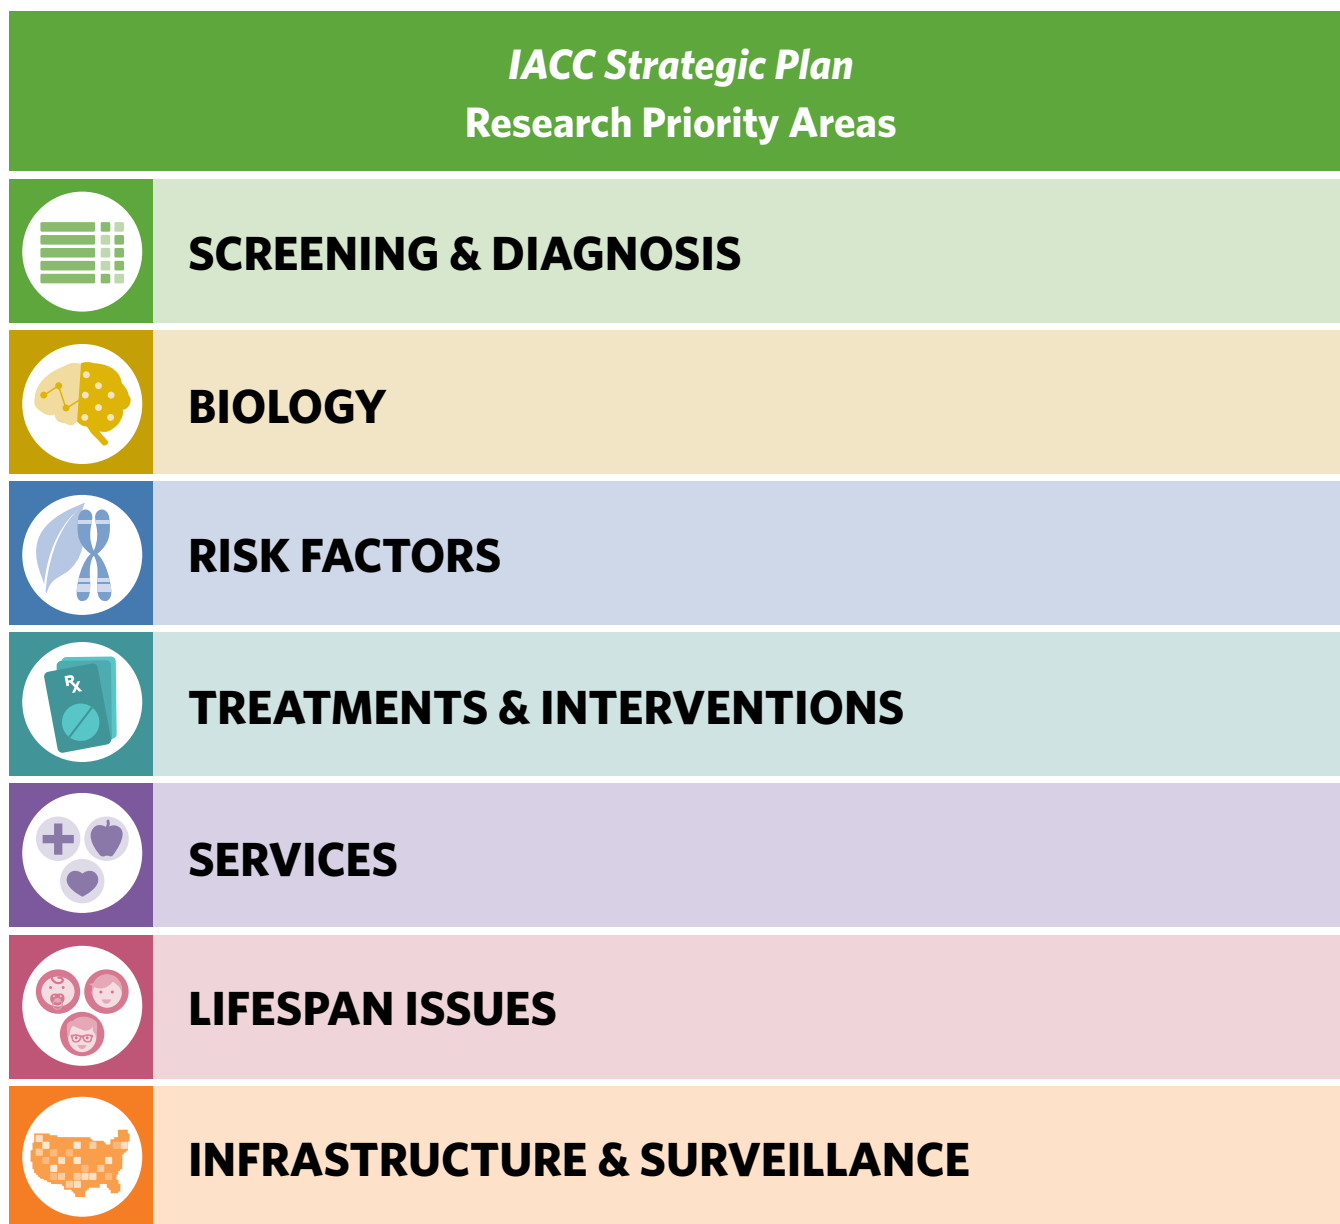 IACC Strategic Plan
Research Priority Areas
SCREENING & DIAGNOSIS
BIOLOGY
RISK FACTORS
Rx
TREATMENTS & INTERVENTIONS
SERVICES
LIFESPAN ISSUES
INFRASTRUCTURE & SURVEILLANCE